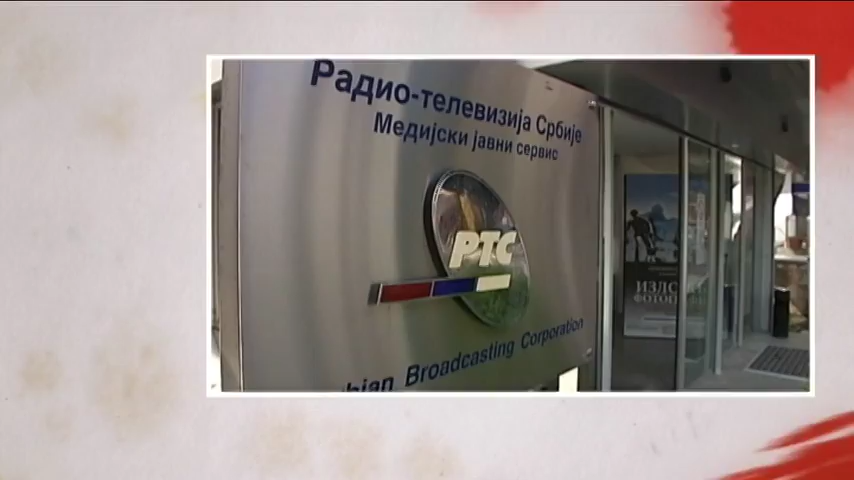 Радио-телевизија Србије
Медијски јавни сервис
РТС
Broadcasting Corporation